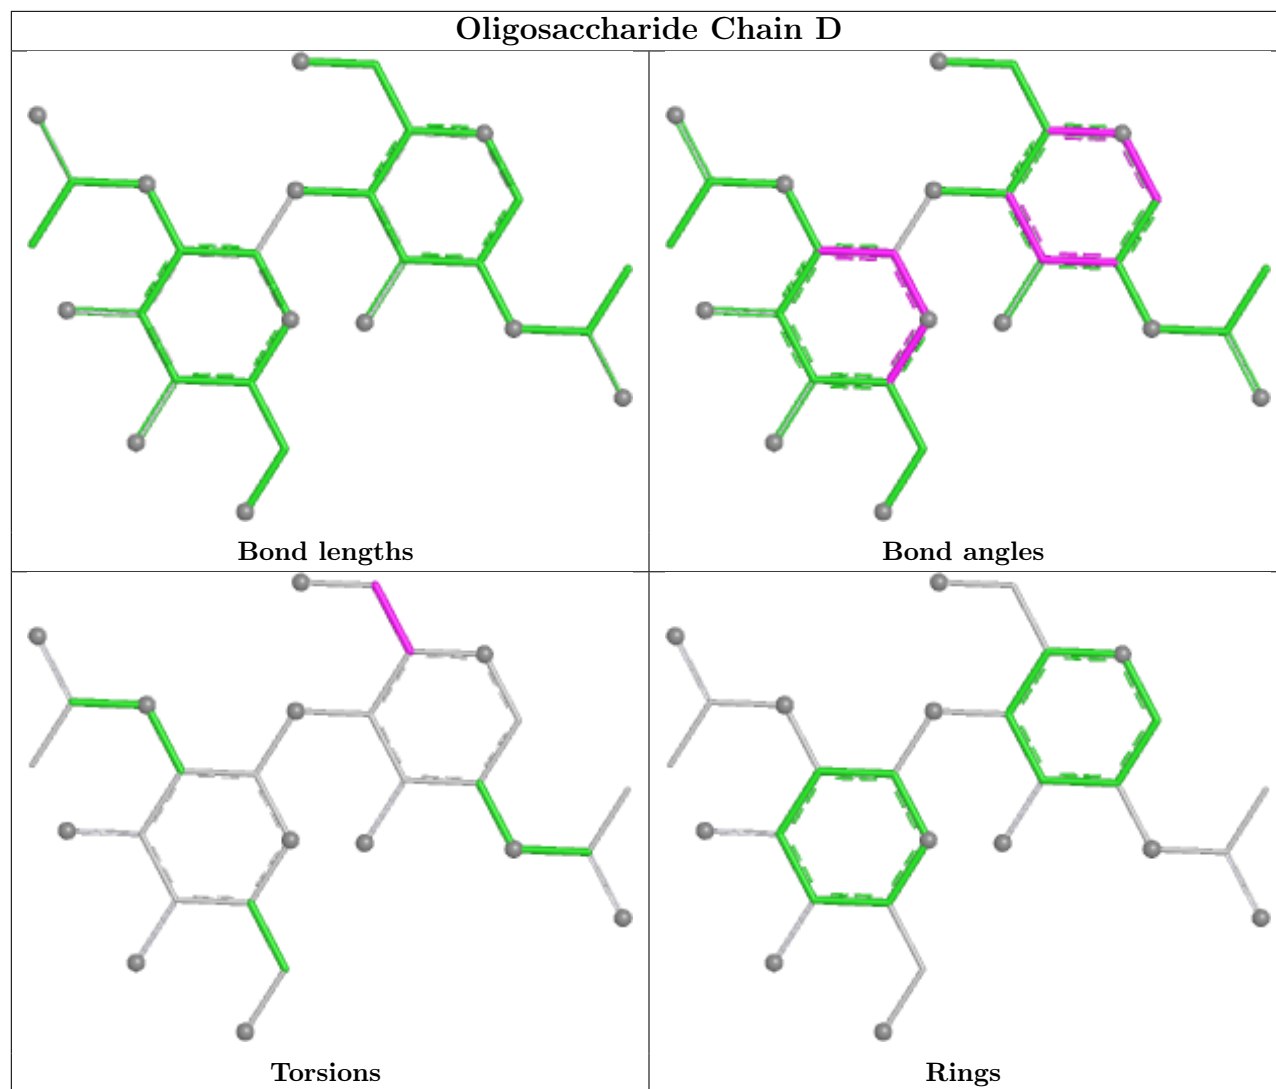 Oligosaccharide Chain D
Bond lengths
Bond angles
Torsions
Rings